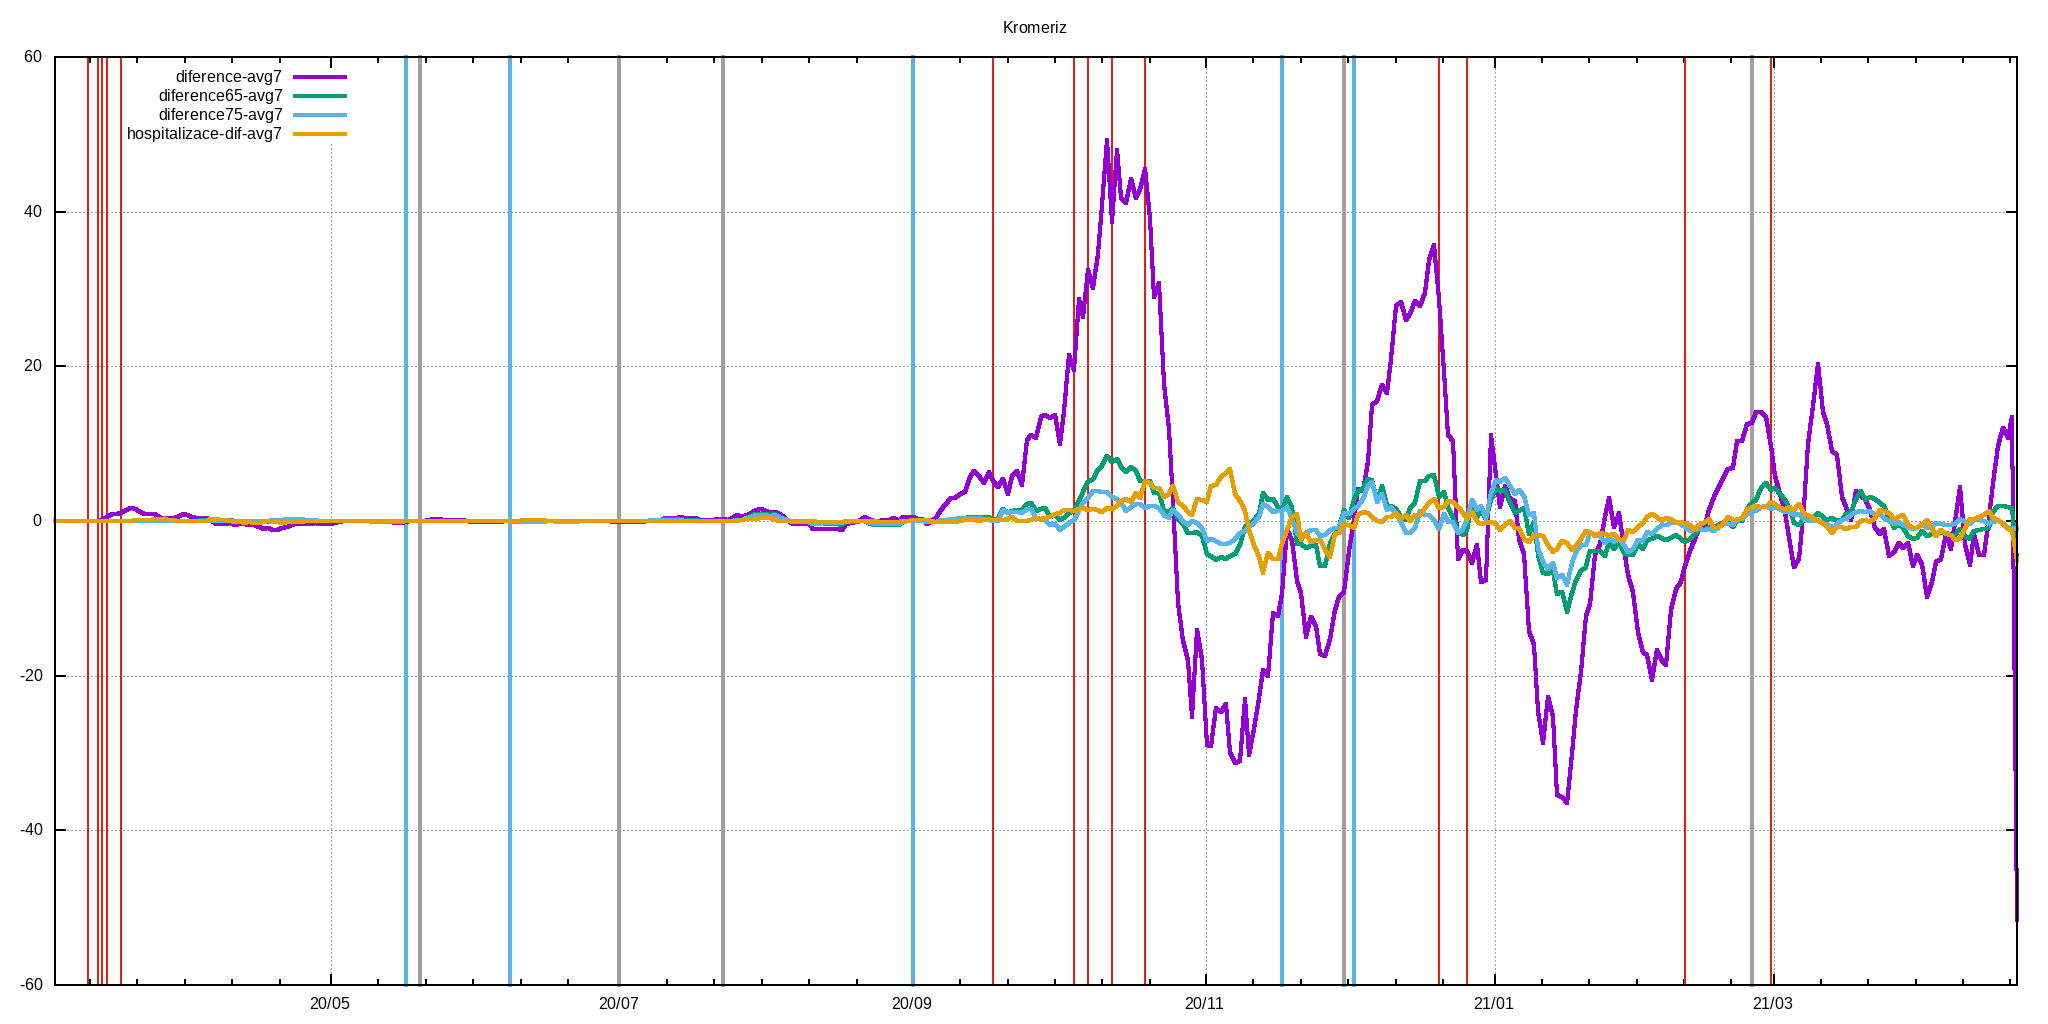 Kromeriz
60
diference-avg7
diference65-avg7
diference75-avg7
hospitalizace-dif-avg7
40
20
0
-20
-40
-60
20/05 20/07 20/09 20/11 21/01 21/03